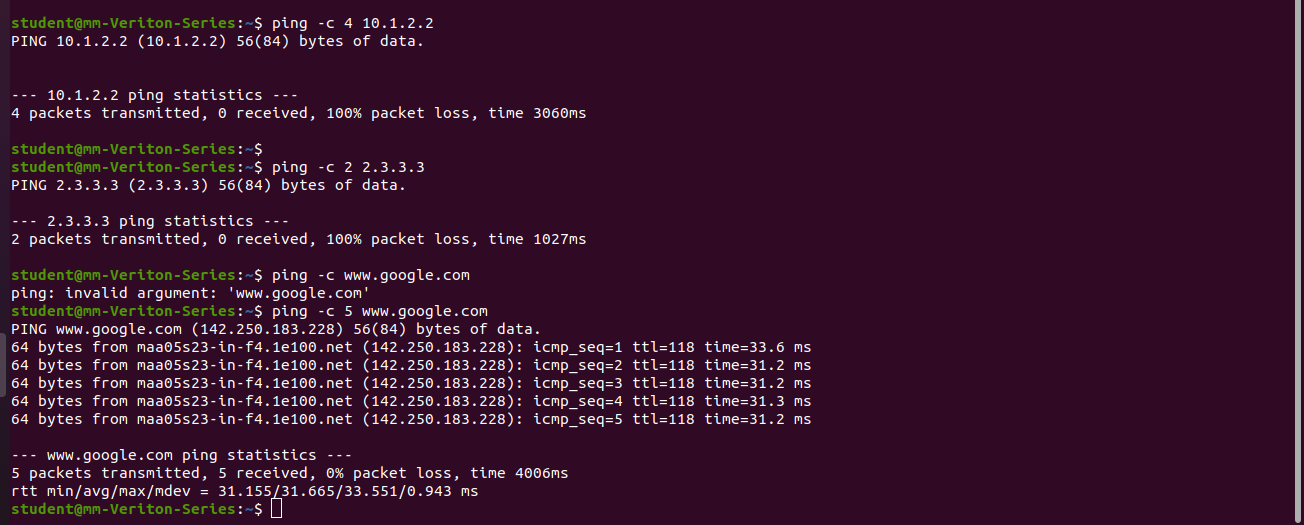 student@mm-Veriton-Series:~$ ping -c 4 10.1.2.2
PING 10.1.2.2 (10.1.2.2) 56(84) bytes of data.
--- 10.1.2.2 ping statistics ---
4 packets transmitted, 0 received, 100% packet loss, time 3060ms
student@mm-Veriton-Series:~$
student@mm-Veriton-Series:~$ ping -c 2 2.3.3.3
PING 2.3.3.3 (2.3.3.3) 56(84) bytes of data.
--- 2.3.3.3 ping statistics ---
2 packets transmitted, 0 received, 100% packet loss, time 1027ms
student@mm-Veriton-Series:~$ ping -c www.google.com
ping: invalid argument: 'www.google.com'
student@mm-Veriton-Series:~$ ping -c 5 www.google.com
PING www.google.com (142.250.183.228) 56(84) bytes of data.
64 bytes from maa05s23-in-f4.1e100.net (142.250.183.228): icmp_seq=1 ttl=118 time=33.6 ms
64 bytes from maa05s23-in-f4.1e100.net (142.250.183.228): icmp_seq=2 ttl=118 time=31.2 ms
64 bytes from maa05s23-in-f4.1e100.net (142.250.183.228): icmp_seq=3 ttl=118 time=31.2 ms
64 bytes from maa05s23-in-f4.1e100.net (142.250.183.228): icmp_seq=4 ttl=118 time=31.3 ms
64 bytes from maa05s23-in-f4.1e100.net (142.250.183.228): icmp_seq=5 ttl=118 time=31.2 ms
--- www.google.com ping statistics ---
5 packets transmitted, 5 received, 0% packet loss, time 4006ms
rtt min/avg/max/mdev = 31.155/31.665/33.551/0.943 ms
student@mm-Veriton-Series:~$